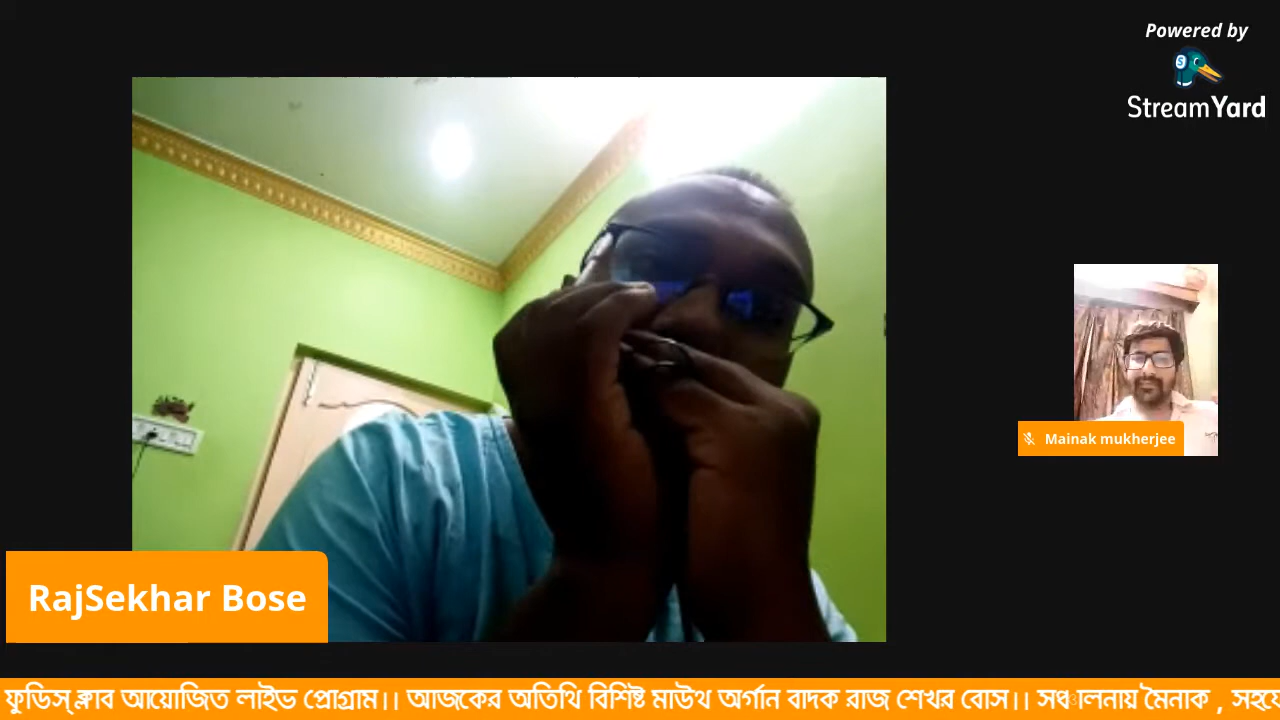 Powered by
StreamYard
Mainak mukherjee
RajSekhar Bose
ফুডিস্ ক্লাব আয়োজিত লাইভ প্রোগ্রাম।। আজকের অতিথি বিশিষ্ট মাউথ অর্গান বাদক রাজ শেখর বোস।। সঞ্চালনায় মৈনাক ,